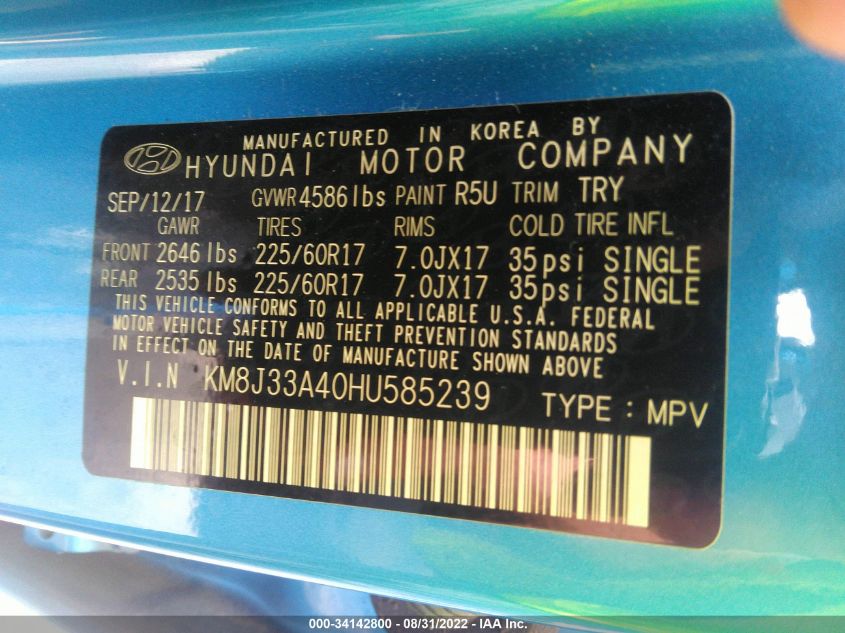 MANUFACTURED IN KOREA BY
HYUNDAI MOTOR COMPANY
SEP/12/17 GVWR 4586 lbs PAINT R5U TRIM TRY
GAWR TIRES RIMS COLD TIRE INFL
FRONT 2646 lbs 225/60R17 7.0JX17 35psi SINGLE
REAR 2535 lbs 225/60R17 7.0JX17 35psi SINGLE
THIS VEHICLE CONFORMS TO ALL APPLICABLE U.S.A. FEDERAL
MOTOR VEHICLE SAFETY AND THEFT PREVENTION STANDARDS
IN EFFECT ON THE DATE OF MANUFACTURE SHOWN ABOVE
V.I.N KM8J33A40HU585239 TYPE : MPV
000-34142800 - 08/31/2022 - IAA Inc.